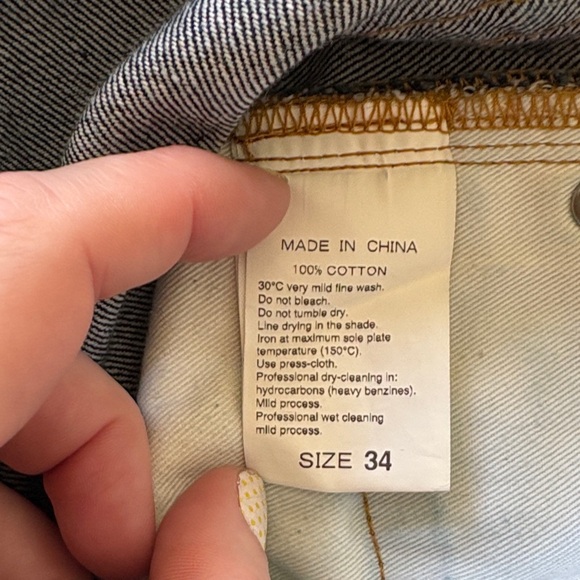 MADE IN CHINA
100% COTTON
30°C very mild fine wash.
Do not bleach.
Do not tumble dry.
Line drying in the shade.
Iron at maximum sole plate
temperature (150°C).
Use press-cloth.
Professional dry-cleaning in:
hydrocarbons (heavy benzines).
Mild process.
Professional wet cleaning
mild process.
SIZE 34